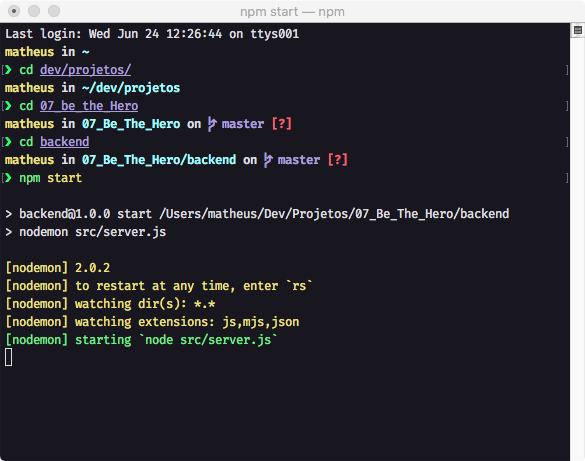 npm start — npm
Last login: Wed Jun 24 12:26:44 on ttys001
matheus in ~
❯ cd dev/projetos/
matheus in ~/dev/projetos
❯ cd 07_be_the_Hero
matheus in 07_Be_The_Hero on master [?]
❯ cd backend
matheus in 07_Be_The_Hero/backend on master [?]
❯ npm start
> backend@1.0.0 start /Users/matheus/Dev/Projetos/07_Be_The_Hero/backend
> nodemon src/server.js
[nodemon] 2.0.2
[nodemon] to restart at any time, enter `rs`
[nodemon] watching dir(s): *.*
[nodemon] watching extensions: js,mjs,json
[nodemon] starting `node src/server.js`